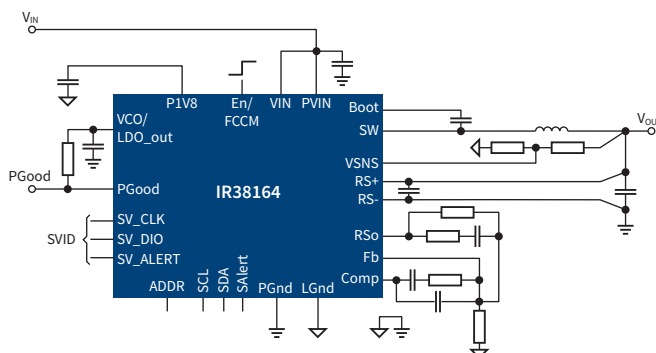 VIN
P1V8
En/
FCCM
VIN
PVIN
Boot
VCO/
LDO_out
SW
VOU
VSNS
PGood
PGood
IR38164
RS+
RS-
SV_CLK
SVID
SV_DIO
SV_ALERT
RSo
Fb
Comp
ADDR
SCL
SDA
SAlert
PGnd
LGnd